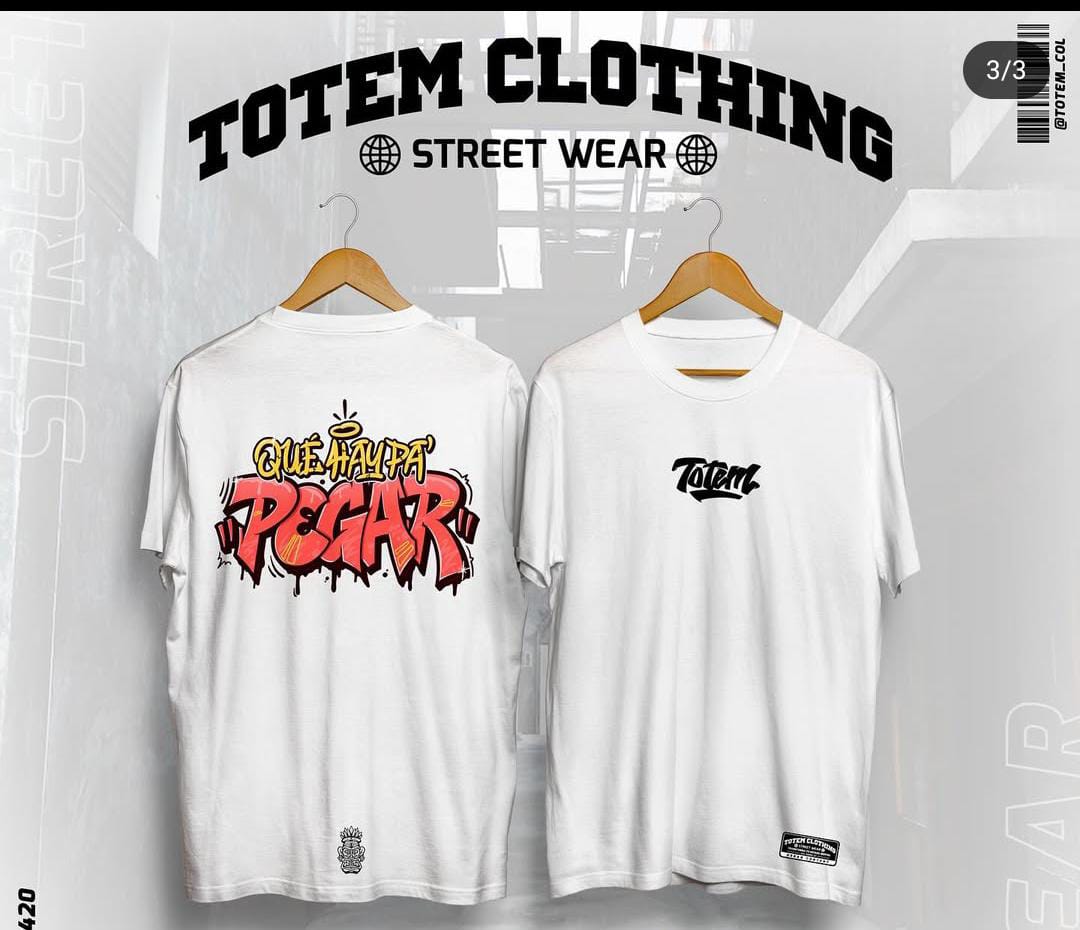 TOTEM CLOTHING
STREET WEAR
3/3
@TOTEM_COL
STREET
QUÉ HAY PA'
"PEGAR"
Totem
TOTEM CLOTHING
STREET WEAR
EAR
420